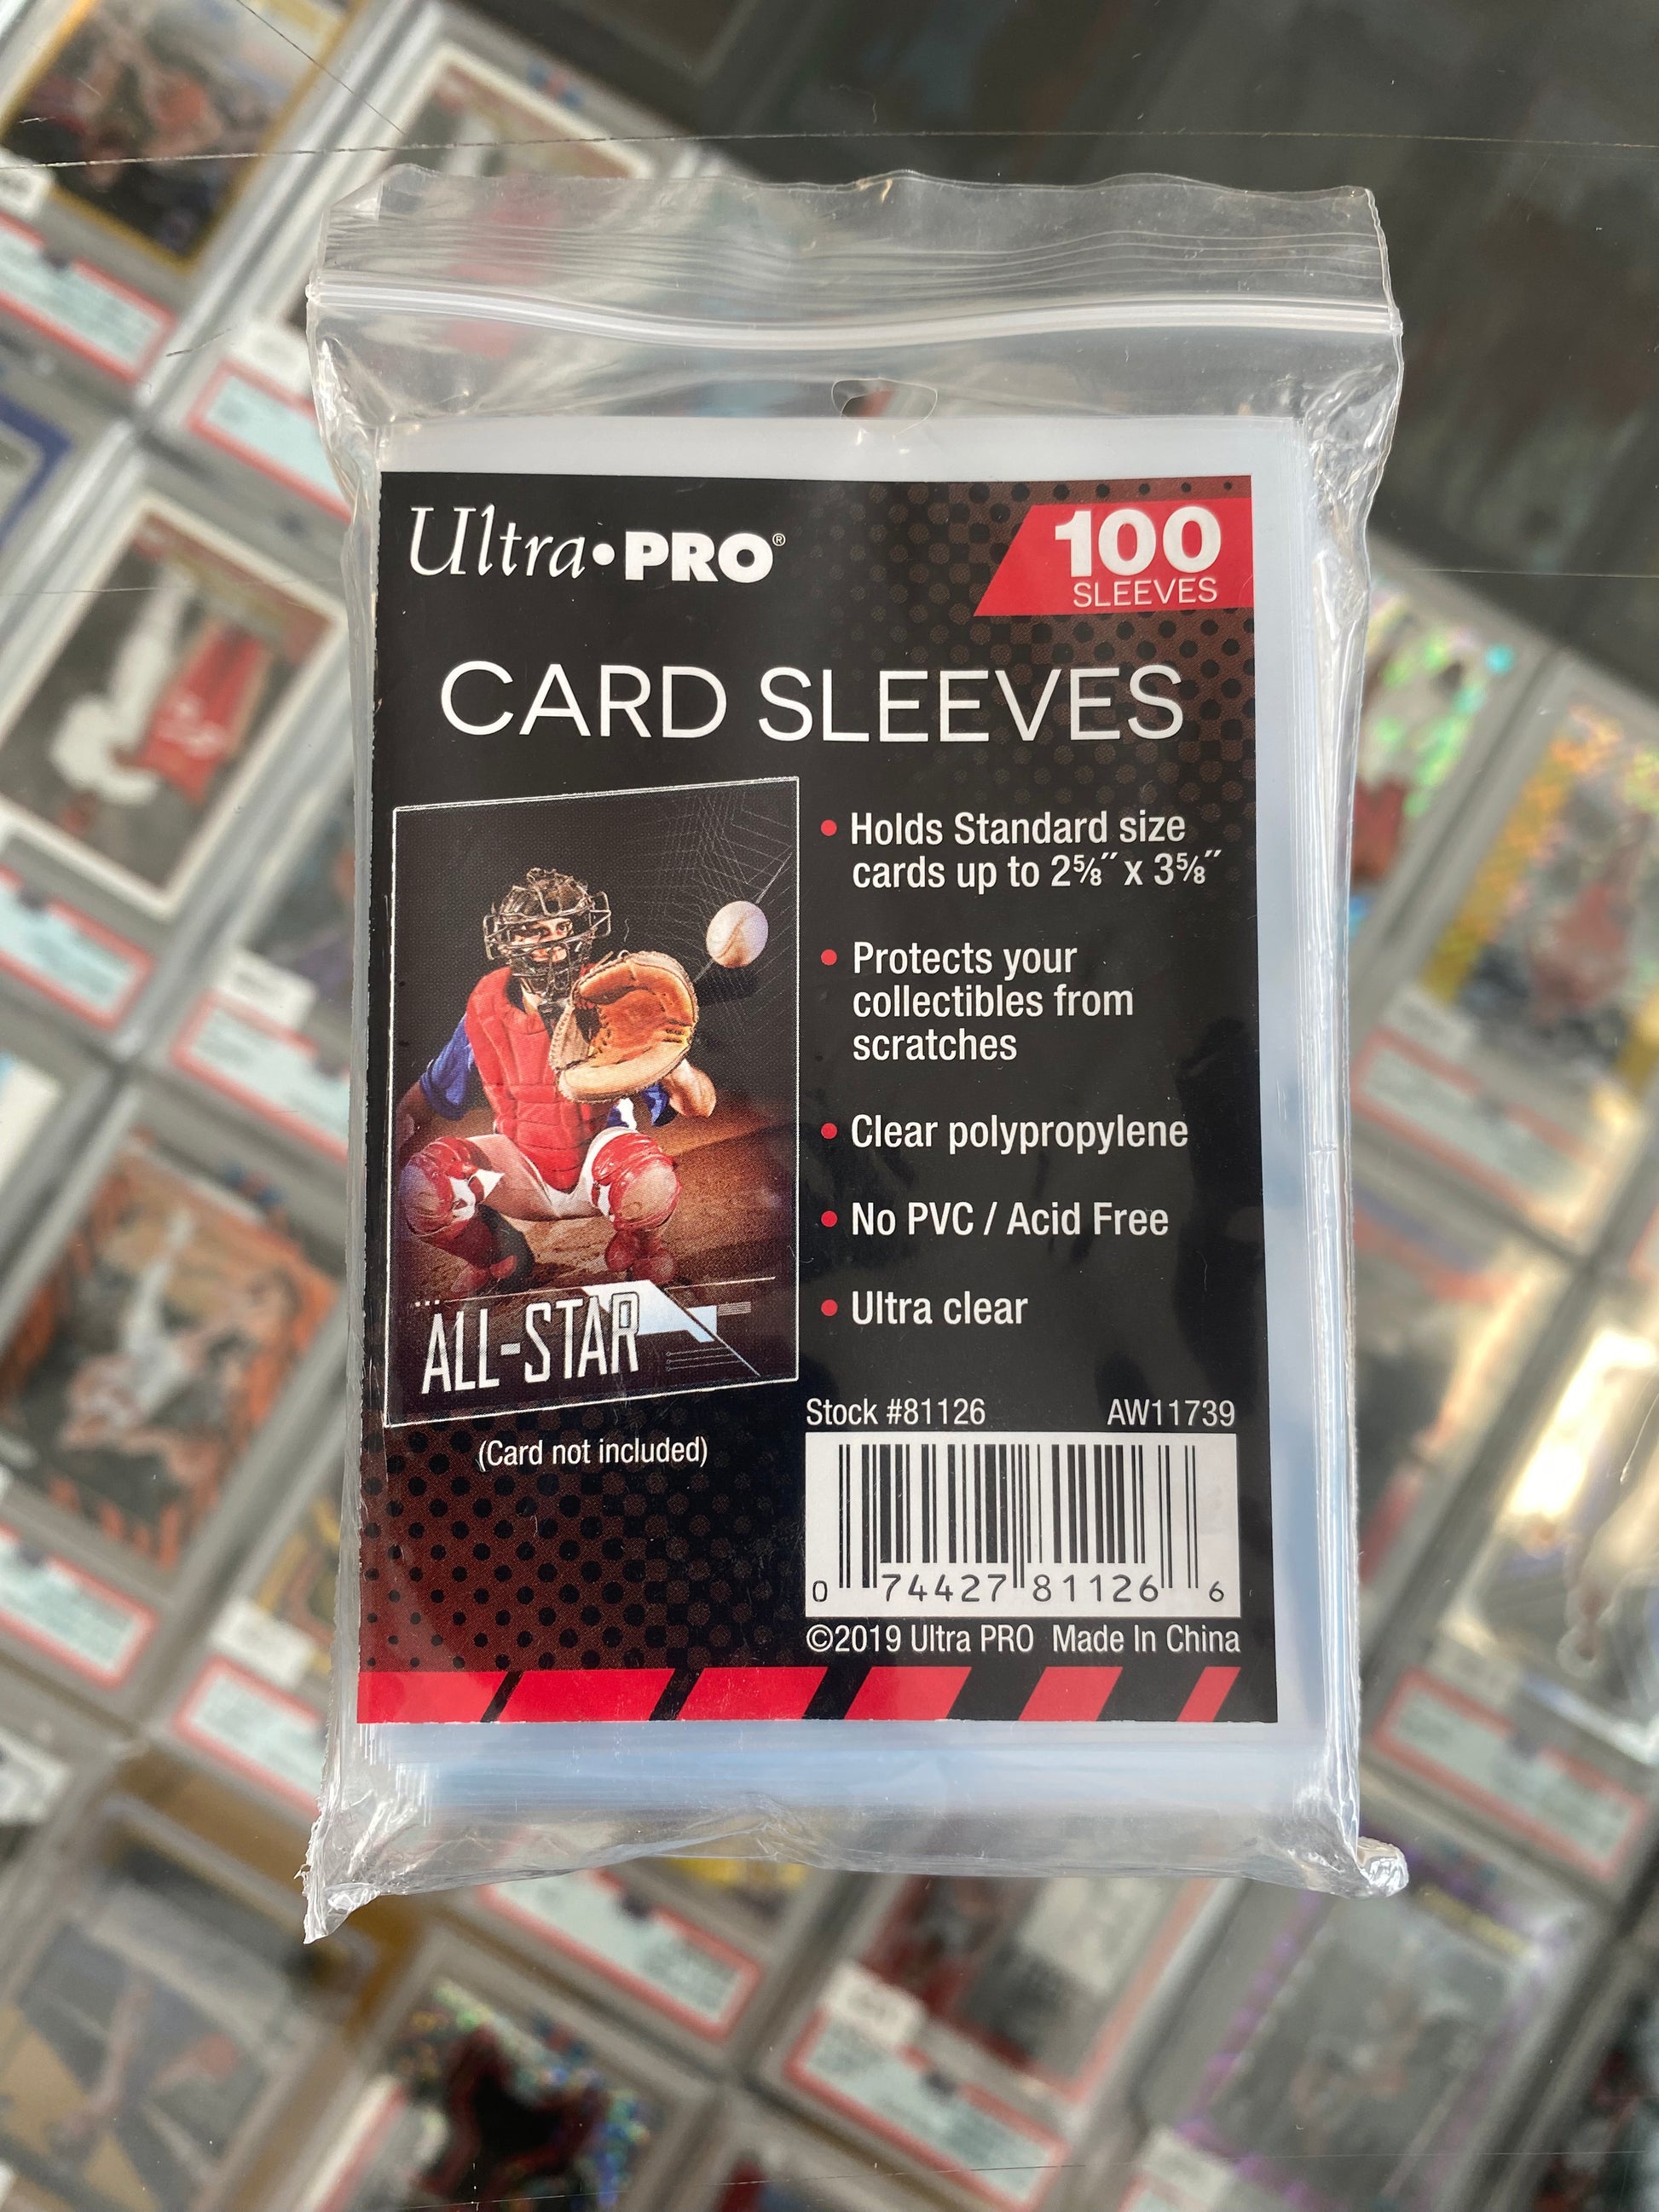 Ultra•PRO®
100
SLEEVES
CARD SLEEVES
• Holds Standard size
cards up to 2⅝˝ x 3⅝˝
• Protects your
collectibles from
scratches
• Clear polypropylene
• No PVC / Acid Free
• Ultra clear
ALL-STAR
(Card not included)
Stock #81126 AW11739
0 74427 81126 6
©2019 Ultra PRO Made In China